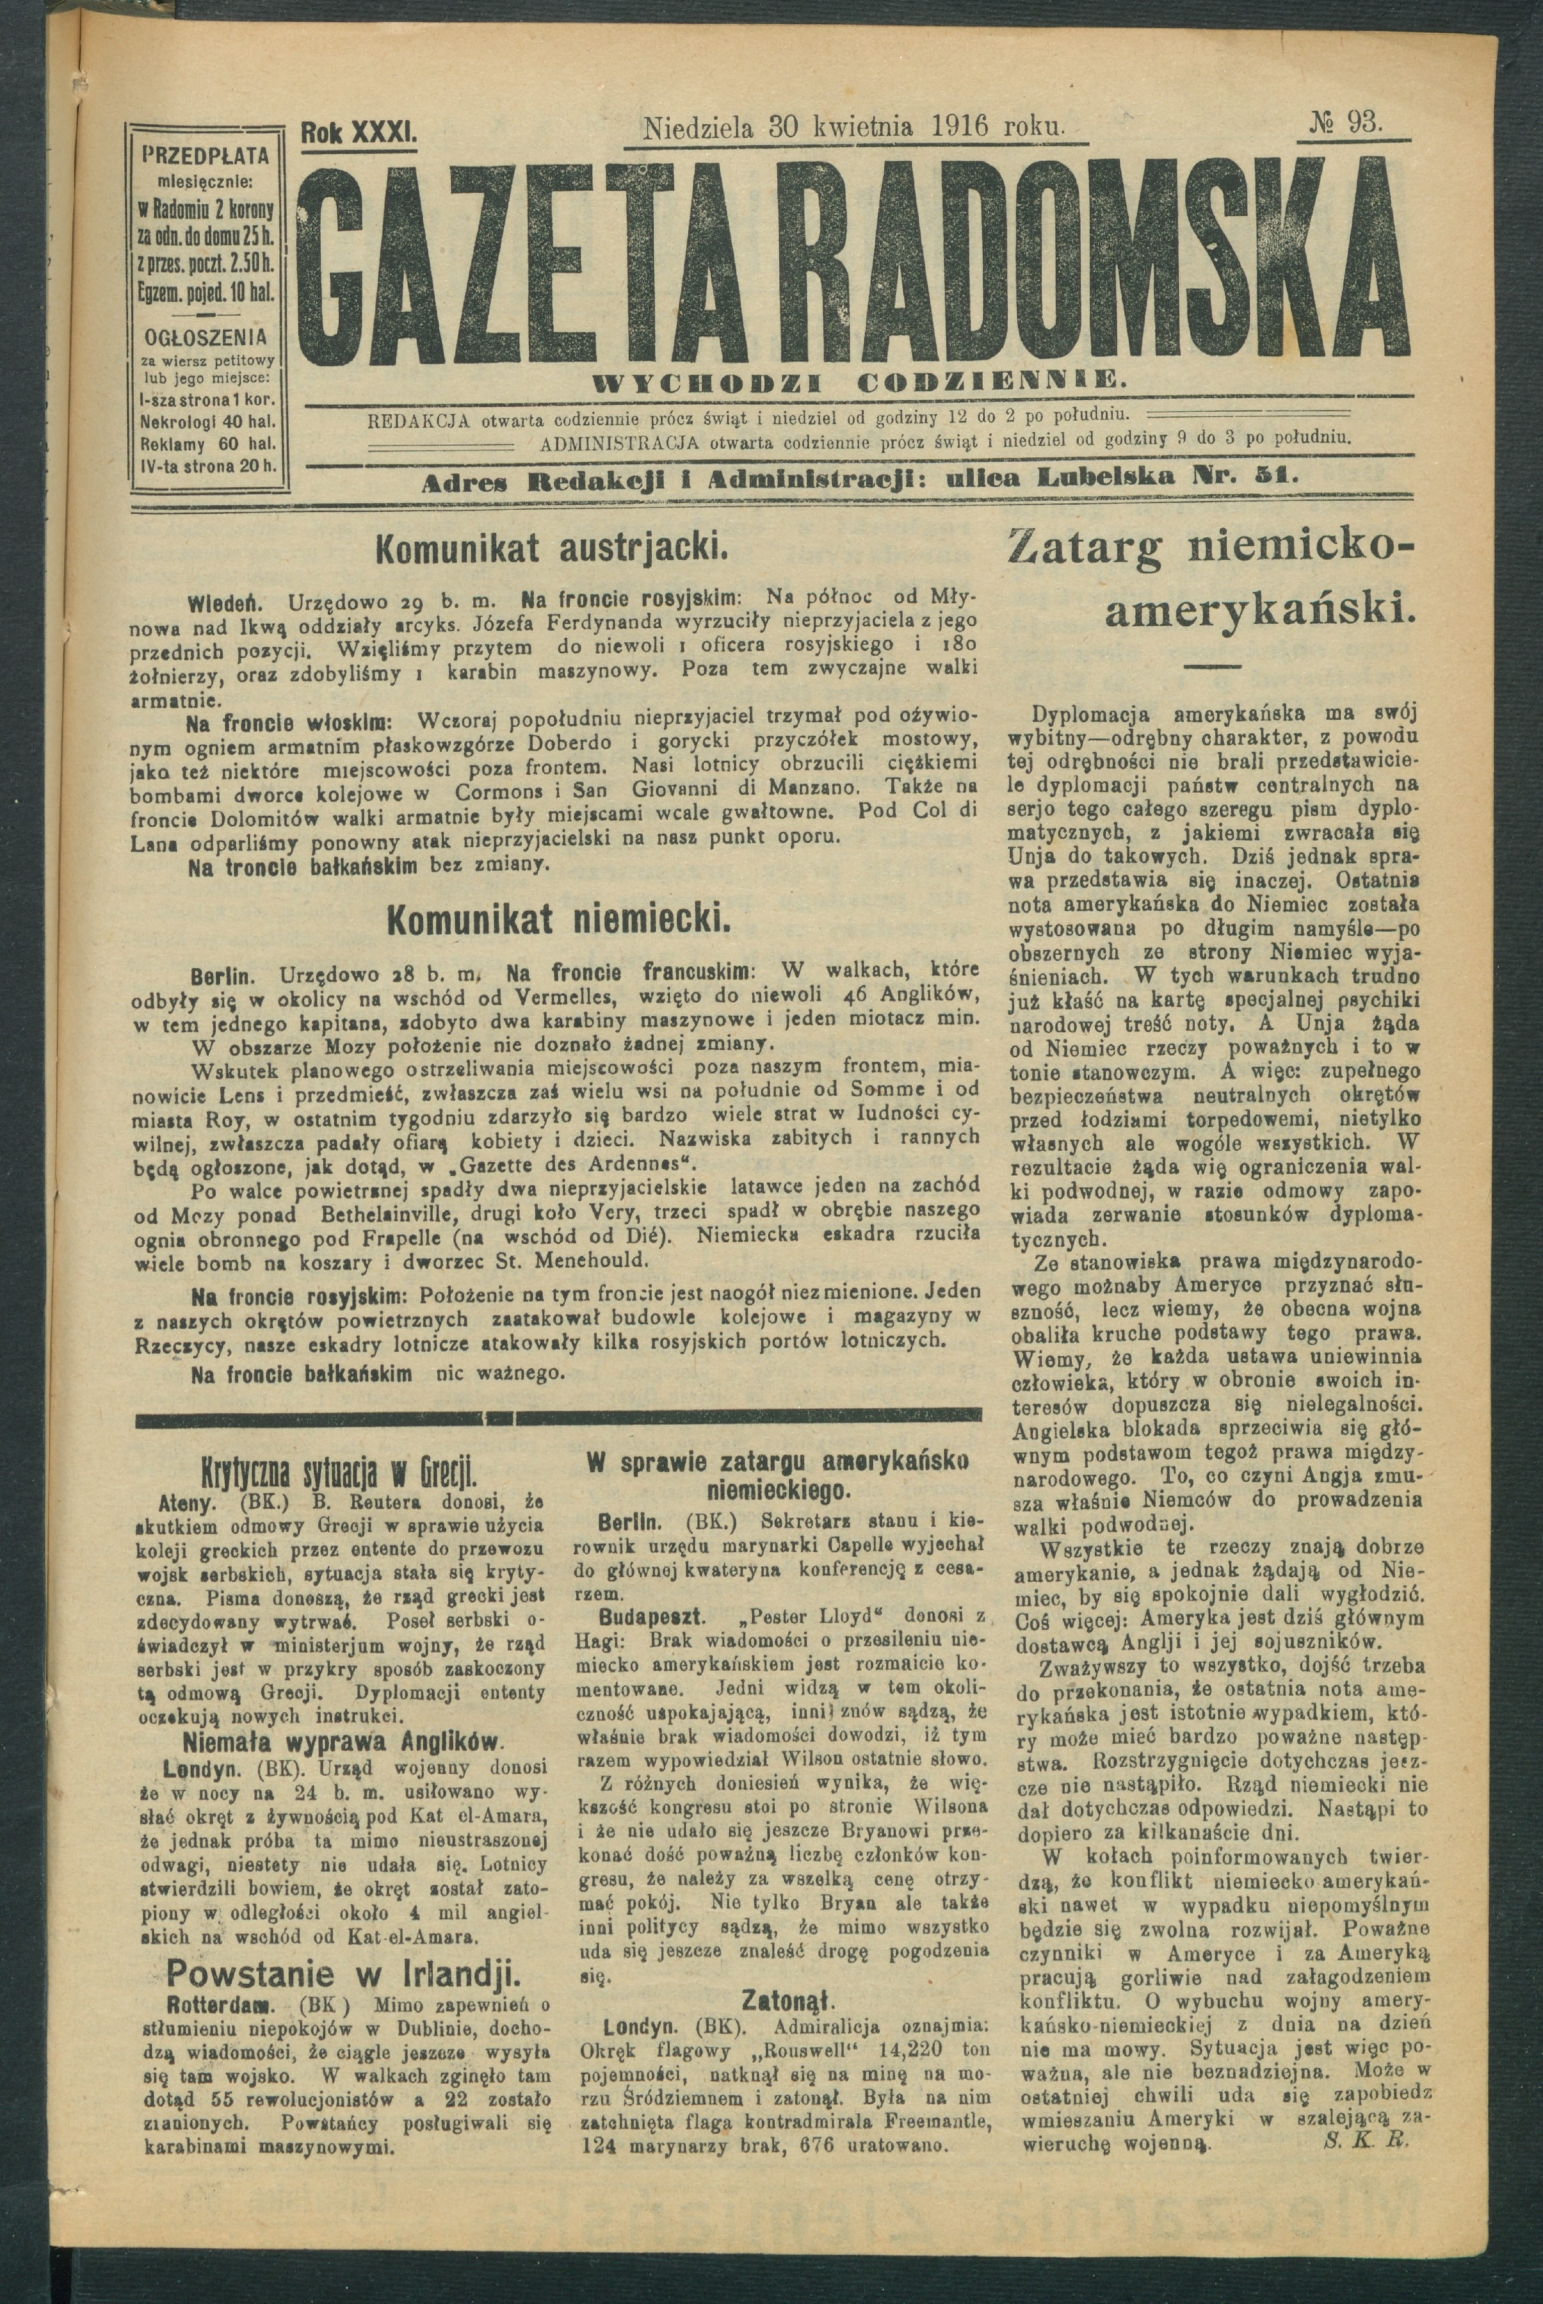 Rok XXXI.
Niedziela 30 kwietnia 1916 roku.
№ 93.
PRZEDPŁATA
miesięcznie:
w Radomiu 2 korony
za odn. do domu 25 h.
z przes. poczt. 2.50 h.
Egzem. pojed. 10 hal.
OGŁOSZENIA
za wiersz petitowy
lub jego miejsce:
I-sza strona 1 kor.
Nekrologi 40 hal.
Reklamy 60 hal.
IV-ta strona 20 h.
GAZETA RADOMSKA
WYCHODZI CODZIENNIE.
REDAKCJA otwarta codziennie prócz świąt i niedziel od godziny 12 do 2 po południu.
ADMINISTRACJA otwarta codziennie prócz świąt i niedziel od godziny 9 do 3 po południu.
Adres Redakcji i Administracji: ulica Lubelska Nr. 51.
Komunikat austrjacki.
Wiedeń. Urzędowo 29 b. m. Na froncie rosyjskim: Na północ od Mły-
nowa nad Ikwą oddziały arcyks. Józefa Ferdynanda wyrzuciły nieprzyjaciela z jego
przednich pozycji. Wzięliśmy przytem do niewoli 1 oficera rosyjskiego i 180
żołnierzy, oraz zdobyliśmy 1 karabin maszynowy. Poza tem zwyczajne walki
armatnie.
Na froncie włoskim: Wczoraj popołudniu nieprzyjaciel trzymał pod ożywio-
nym ogniem armatnim płaskowzgórze Doberdo i gorycki przyczółek mostowy,
jako też niektóre miejscowości poza frontem. Nasi lotnicy obrzucili ciężkiemi
bombami dworce kolejowe w Cormons i San Giovanni di Manzano. Także na
froncie Dolomitów walki armatnie były miejscami wcale gwałtowne. Pod Col di
Lana odparliśmy ponowny atak nieprzyjacielski na nasz punkt oporu.
Na troncie bałkańskim bez zmiany.
Komunikat niemiecki.
Berlin. Urzędowo 28 b. m. Na froncie francuskim: W walkach, które
odbyły się w okolicy na wschód od Vermelles, wzięto do niewoli 46 Anglików,
w tem jednego kapitana, zdobyto dwa karabiny maszynowe i jeden miotacz min.
W obszarze Mozy położenie nie doznało żadnej zmiany.
Wskutek planowego ostrzeliwania miejscowości poza naszym frontem, mia-
nowicie Lens i przedmieść, zwłaszcza zaś wielu wsi na południe od Somme i od
miasta Roy, w ostatnim tygodniu zdarzyło się bardzo wiele strat w ludności cy-
wilnej, zwłaszcza padały ofiarą kobiety i dzieci. Nazwiska zabitych i rannych
będą ogłoszone, jak dotąd, w „Gazette des Ardennes“.
Po walce powietrznej spadły dwa nieprzyjacielskie latawce jeden na zachód
od Mozy ponad Bethelainville, drugi koło Very, trzeci spadł w obrębie naszego
ognia obronnego pod Frapelle (na wschód od Dié). Niemiecka eskadra rzuciła
wiele bomb na koszary i dworzec St. Menehould.
Na froncie rosyjskim: Położenie na tym froncie jest naogół niezmienione. Jeden
z naszych okrętów powietrznych zaatakował budowle kolejowe i magazyny w
Rzeczycy, nasze eskadry lotnicze atakowały kilka rosyjskich portów lotniczych.
Na froncie bałkańskim nic ważnego.
Krytyczna sytuacja w Grecji.
Ateny. (BK.) B. Reutera donosi, że
skutkiem odmowy Grecji w sprawie użycia
koleji greckich przez entente do przewozu
wojsk serbskich, sytuacja stała się kryty-
czna. Pisma donoszą, że rząd grecki jest
zdecydowany wytrwać. Poseł serbski o-
świadczył w ministerjum wojny, że rząd
serbski jest w przykry sposób zaskoczony
tą odmową Grecji. Dyplomacji ententy
oczekują nowych instrukci.
Niemała wyprawa Anglików.
Londyn. (BK). Urząd wojenny donosi
że w nocy na 24 b. m. usiłowano wy-
słać okręt z żywnością pod Kat el-Amara,
że jednak próba ta mimo nieustraszonej
odwagi, niestety nie udała się. Lotnicy
stwierdzili bowiem, że okręt został zato-
piony w odległości około 4 mil angiel-
skich na wschód od Kat-el-Amara.
Powstanie w Irlandji.
Rotterdam. (BK ) Mimo zapewnień o
stłumieniu niepokojów w Dublinie, docho-
dzą wiadomości, że ciągle jeszcze wysyła
się tam wojsko. W walkach zginęło tam
dotąd 55 rewolucjonistów a 22 zostało
zianionych. Powstańcy posługiwali się
karabinami maszynowymi.
W sprawie zatargu amerykańsko
niemieckiego.
Berlin. (BK.) Sekretarz stanu i kie-
rownik urzędu marynarki Capelle wyjechał
do głównej kwateryna konferencję z cesa-
rzem.
Budapeszt. „Pester Lloyd“ donosi z
Hagi: Brak wiadomości o przesileniu nie-
miecko amerykańskiem jest rozmaicie ko-
mentowane. Jedni widzą w tem okoli-
czność uspokajającą, inni znów sądzą, że
właśnie brak wiadomości dowodzi, iż tym
razem wypowiedział Wilson ostatnie słowo.
Z różnych doniesień wynika, że wię-
kszość kongresu stoi po stronie Wilsona
i że nie udało się jeszcze Bryanowi prze-
konać dość poważną liczbę członków kon-
gresu, że należy za wszelką cenę otrzy-
mać pokój. Nie tylko Bryan ale także
inni politycy sądzą, że mimo wszystko
uda się jeszcze znaleść drogę pogodzenia
się.
Zatonął.
Londyn. (BK). Admiralicja oznajmia:
Okręk flagowy „Rouswell“ 14,220 ton
pojemności, natknął się na minę na mo-
rzu Śródziemnem i zatonął. Była na nim
zatchnięta flaga kontradmirala Freemantle,
124 marynarzy brak, 676 uratowano.
Zatarg niemicko-
amerykański.
Dyplomacja amerykańska ma swój
wybitny—odrębny charakter, z powodu
tej odrębności nie brali przedstawicie-
le dyplomacji państw centralnych na
serjo tego całego szeregu pism dyplo-
matycznych, z jakiemi zwracała się
Unja do takowych. Dziś jednak spra-
wa przedstawia się inaczej. Ostatnia
nota amerykańska do Niemiec została
wystosowana po długim namyśle—po
obszernych ze strony Niemiec wyja-
śnieniach. W tych warunkach trudno
już kłaść na kartę specjalnej psychiki
narodowej treść noty. A Unja żąda
od Niemiec rzeczy poważnych i to w
tonie stanowczym. A więc: zupełnego
bezpieczeństwa neutralnych okrętów
przed łodziami torpedowemi, nietylko
własnych ale wogóle wszystkich. W
rezultacie żąda wię ograniczenia wal-
ki podwodnej, w razie odmowy zapo-
wiada zerwanie stosunków dyploma-
tycznych.
Ze stanowiska prawa międzynarodo-
wego możnaby Ameryce przyznać słu-
szność, lecz wiemy, że obecna wojna
obaliła kruche podstawy tego prawa.
Wiemy, że każda ustawa uniewinnia
człowieka, który w obronie swoich in-
teresów dopuszcza się nielegalności.
Angielska blokada sprzeciwia się głó-
wnym podstawom tegoż prawa między-
narodowego. To, co czyni Angja zmu-
sza właśnie Niemców do prowadzenia
walki podwodnej.
Wszystkie te rzeczy znają dobrze
amerykanie, a jednak żądają od Nie-
miec, by się spokojnie dali wygłodzić.
Coś więcej: Ameryka jest dziś głównym
dostawcą Anglji i jej sojuszników.
Zważywszy to wszystko, dojść trzeba
do przekonania, że ostatnia nota ame-
rykańska jest istotnie wypadkiem, któ-
ry może mieć bardzo poważne następ-
stwa. Rozstrzygnięcie dotychczas jesz-
cze nie nastąpiło. Rząd niemiecki nie
dał dotychczas odpowiedzi. Nastąpi to
dopiero za kilkanaście dni.
W kołach poinformowanych twier-
dzą, że konflikt niemiecko amerykań-
ski nawet w wypadku niepomyślnym
będzie się zwolna rozwijał. Poważne
czynniki w Ameryce i za Ameryką
pracują gorliwie nad załagodzeniem
konfliktu. O wybuchu wojny amery-
kańsko-niemieckiej z dnia na dzień
nie ma mowy. Sytuacja jest więc po-
ważna, ale nie beznadziejna. Może w
ostatniej chwili uda się zapobiedz
wmieszaniu Ameryki w szalejącą za-
wieruchę wojenną. S. K. R.